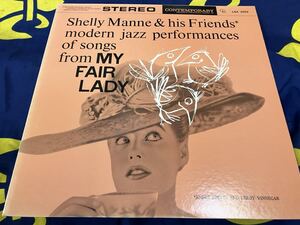 STEREO
CONTEMPORARY
Shelly Manne & his Friends*
modern jazz performances
of songs
from MY
FAIR
LADY